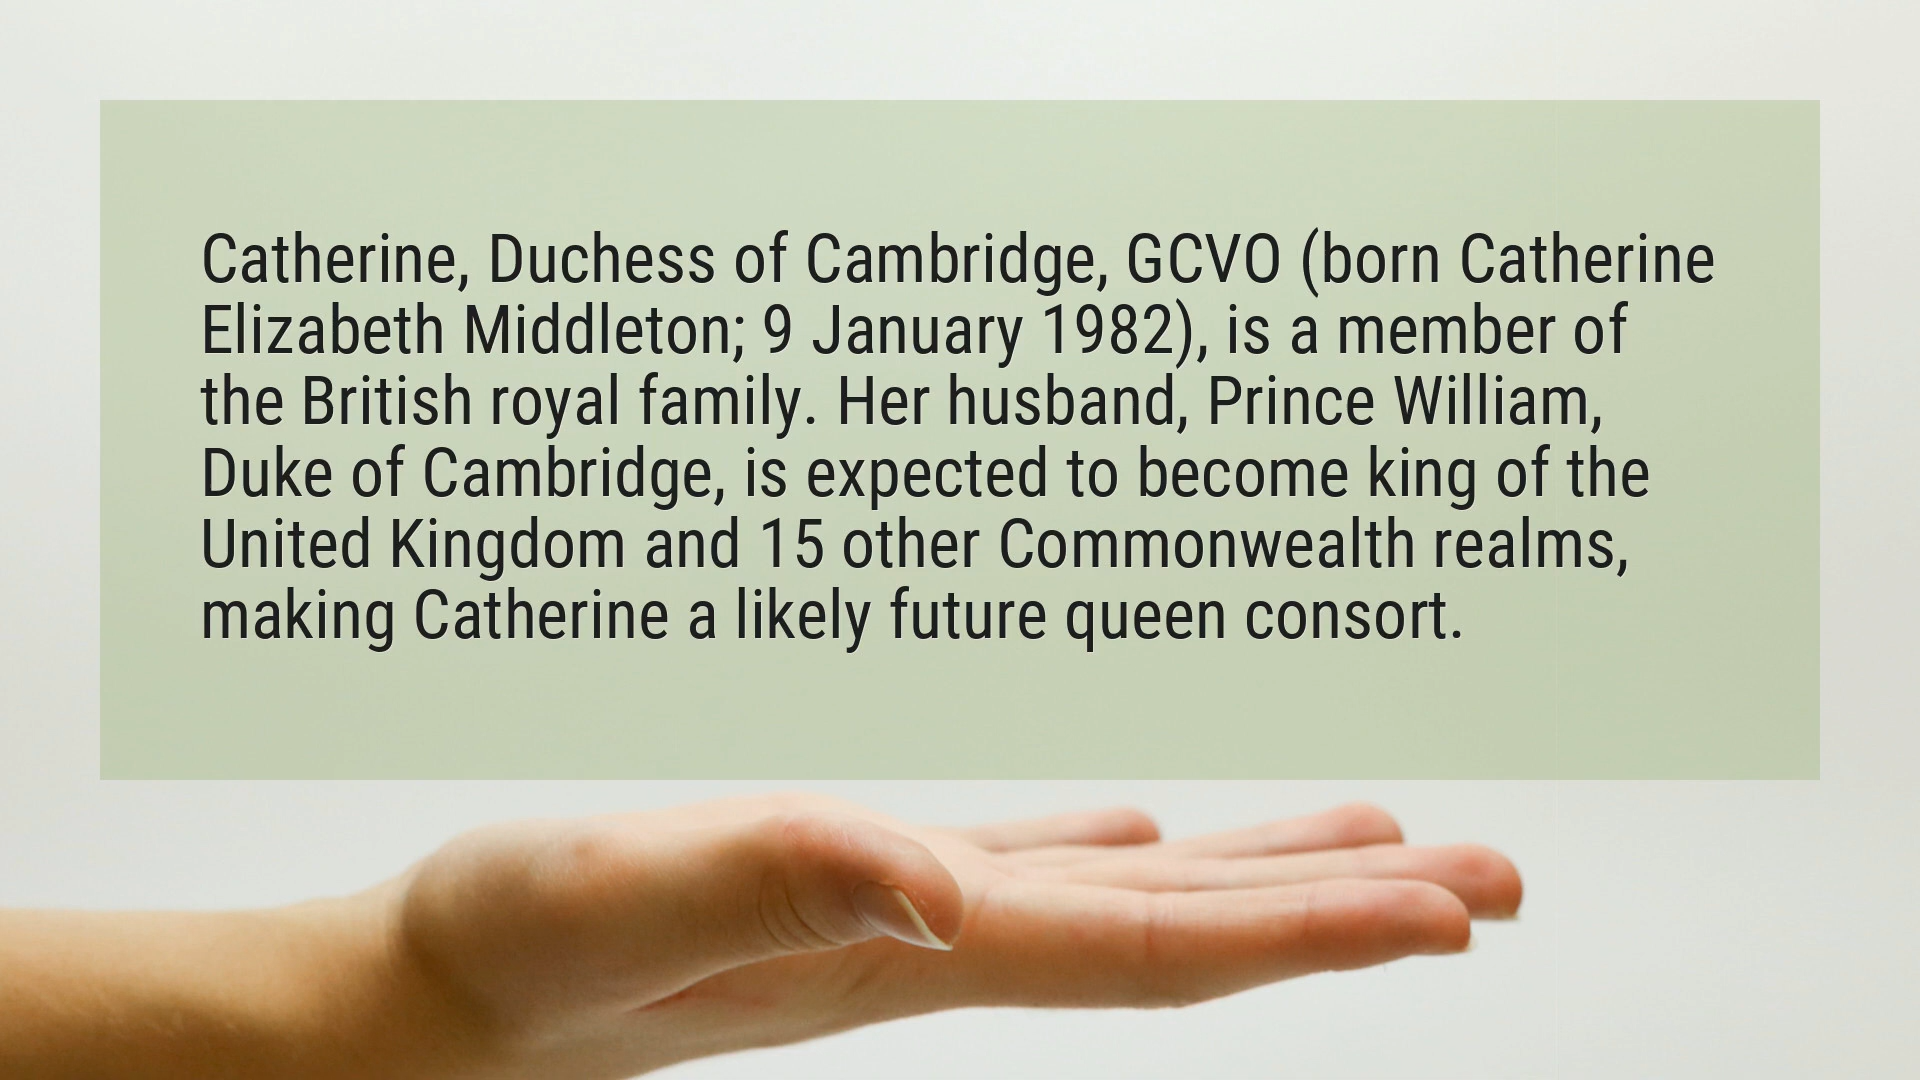 Catherine, Duchess of Cambridge, GCVO (born Catherine
Elizabeth Middleton; 9 January 1982), is a member of
the British royal family. Her husband, Prince William,
Duke of Cambridge, is expected to become king of the
United Kingdom and 15 other Commonwealth realms,
making Catherine a likely future queen consort.